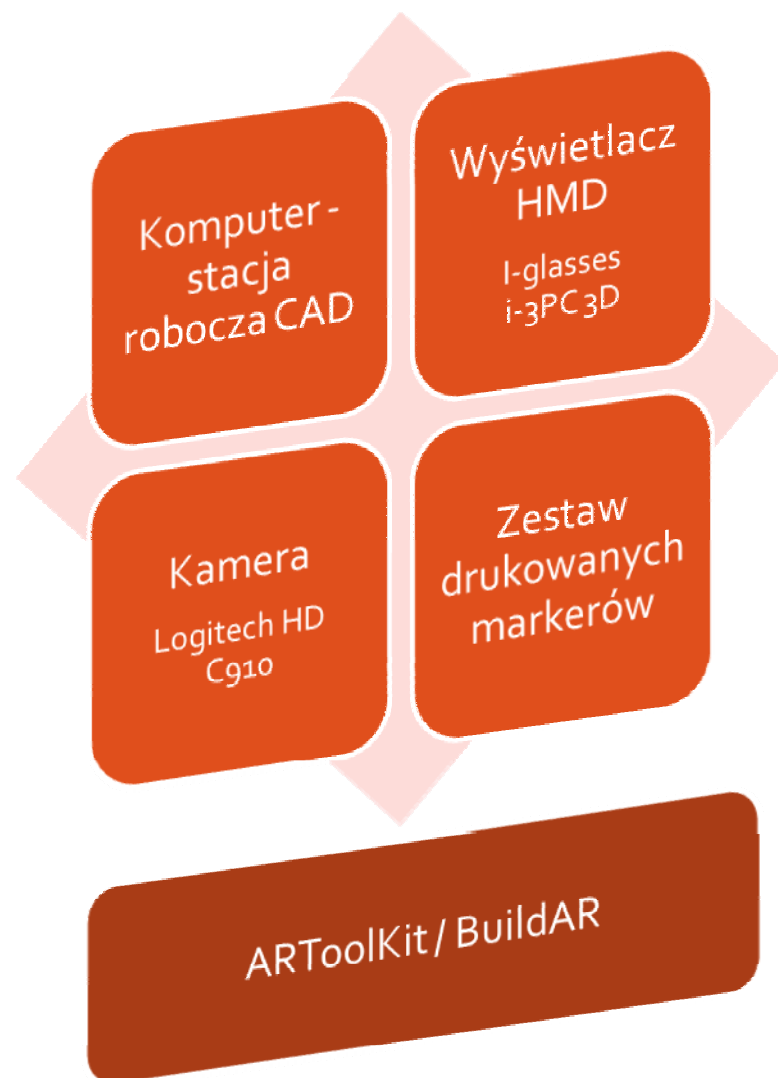 Komputer -
stacja
robocza CAD
Wyświetlacz
HMD
I-glasses
i-3PC 3D
Kamera
Logitech HD
C910
Zestaw
drukowanych
markerów
ARToolKit / BuildAR